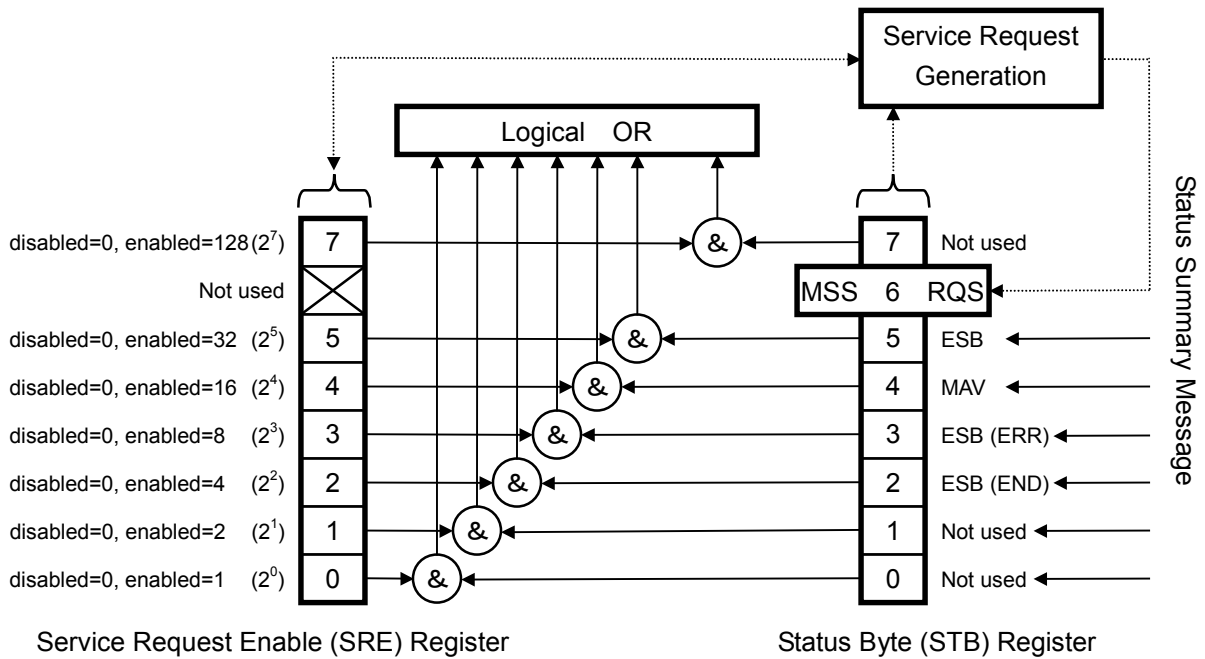 Service Request
Generation
Logical OR
disabled=0, enabled=128 (2⁷) 7 & 7 Not used
Not used MSS 6 RQS
disabled=0, enabled=32 (2⁵) 5 & 5 ESB
disabled=0, enabled=16 (2⁴) 4 & 4 MAV
disabled=0, enabled=8 (2³) 3 & 3 ESB (ERR)
disabled=0, enabled=4 (2²) 2 & 2 ESB (END)
disabled=0, enabled=2 (2¹) 1 & 1 Not used
disabled=0, enabled=1 (2⁰) 0 & 0 Not used
Status Summary Message
Service Request Enable (SRE) Register
Status Byte (STB) Register